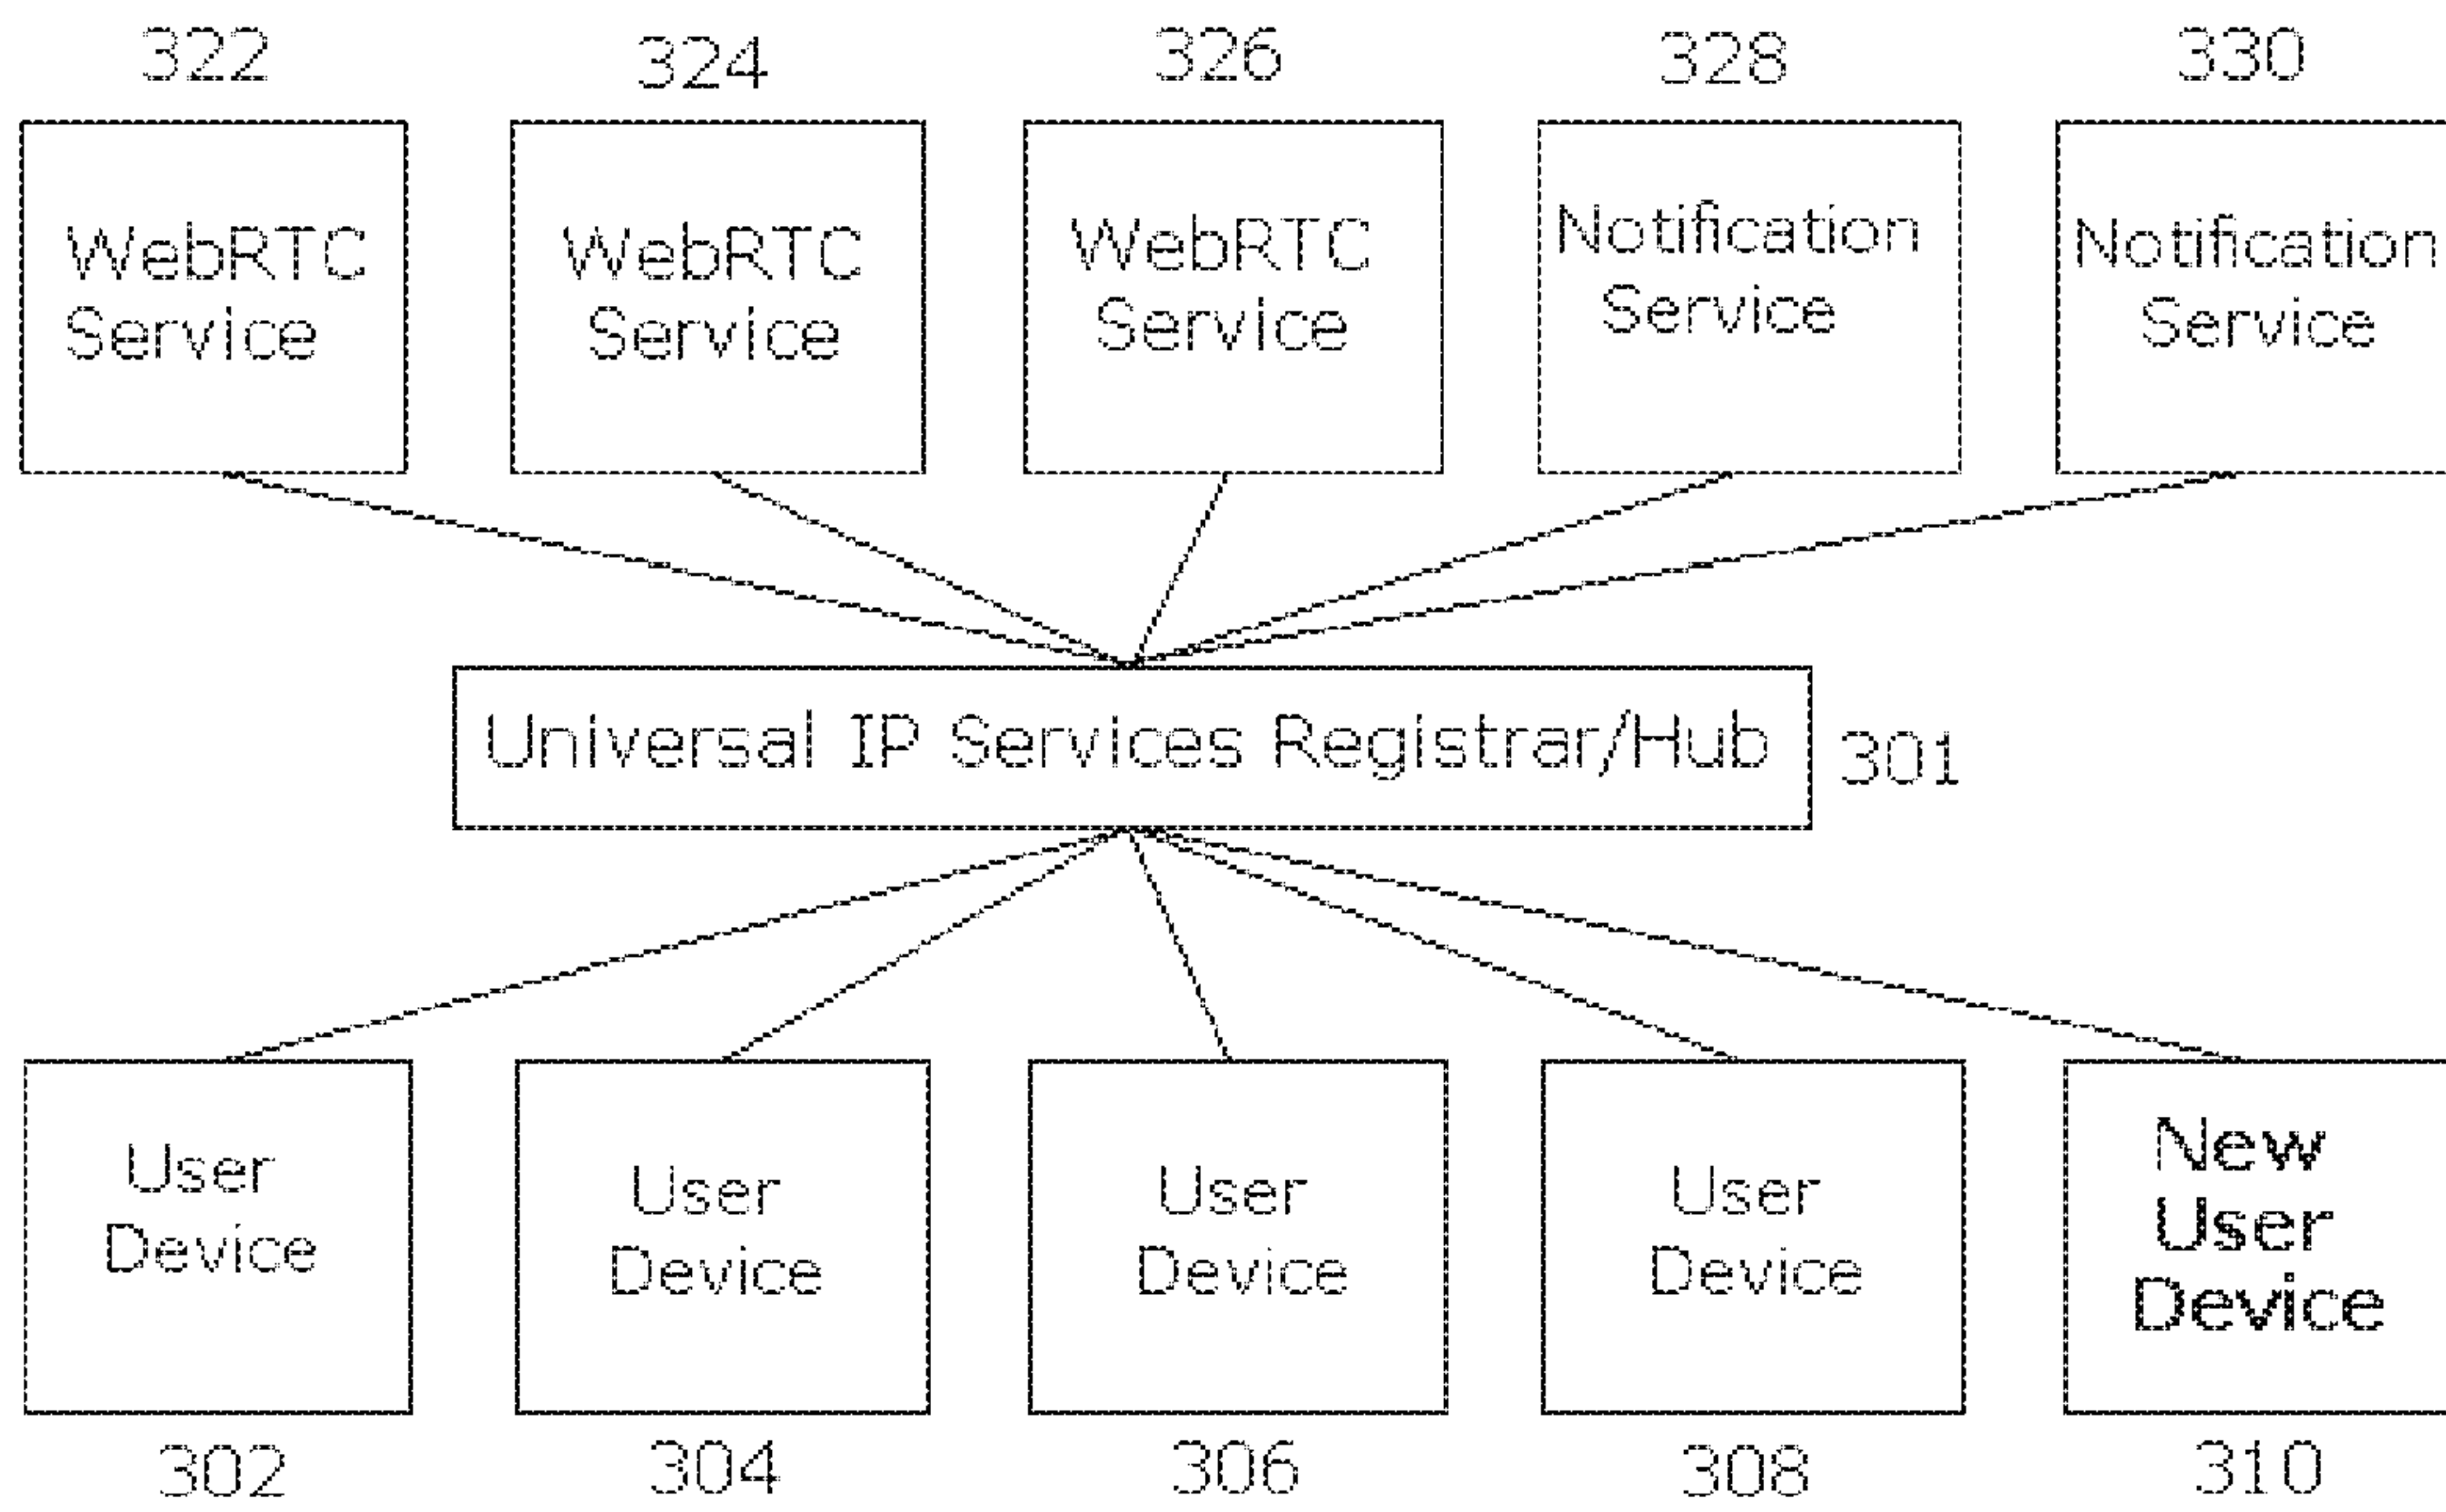 322 324 326 328 330
WebRTC
Service
WebRTC
Service
WebRTC
Service
Notification
Service
Notification
Service
Universal IP Services Registrar/Hub 301
User
Device
User
Device
User
Device
User
Device
New
User
Device
302 304 306 308 310